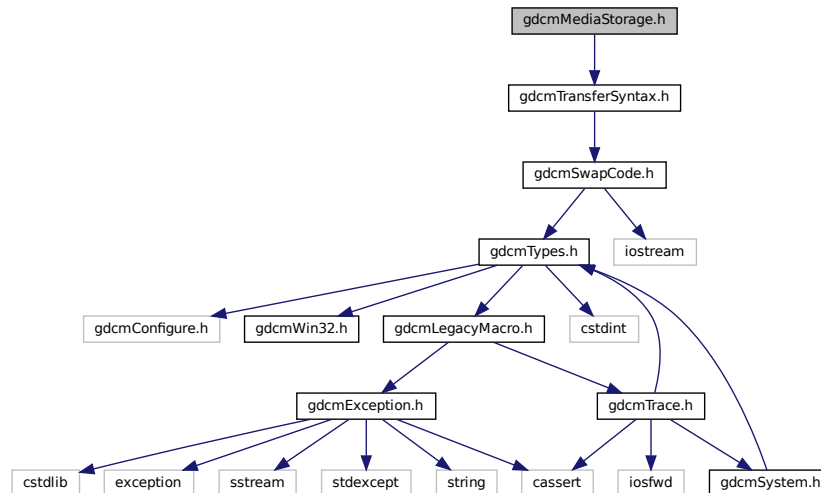 gdcmMediaStorage.h
gdcmTransferSyntax.h
gdcmSwapCode.h
gdcmTypes.h
iostream
gdcmConfigure.h
gdcmWin32.h
gdcmLegacyMacro.h
cstdint
gdcmException.h
gdcmTrace.h
cstdlib
exception
sstream
stdexcept
string
cassert
iosfwd
gdcmSystem.h